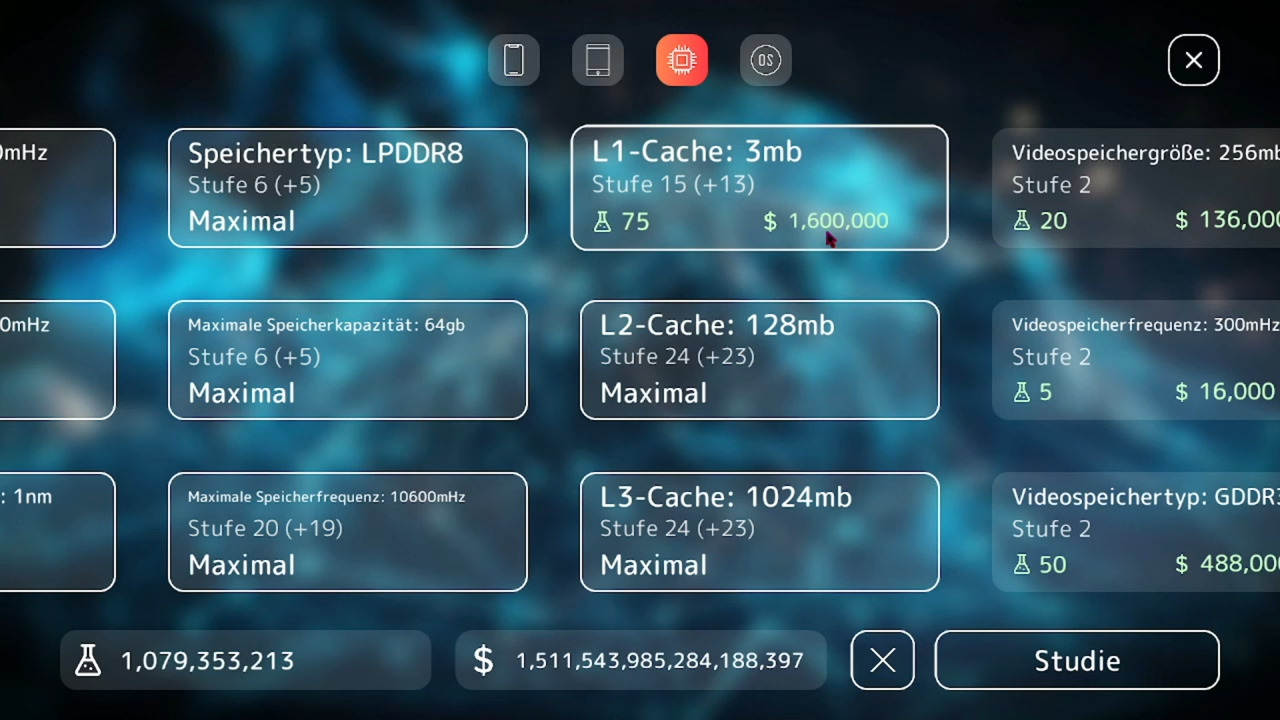 OS
0mHz
Speichertyp: LPDDR8
Stufe 6 (+5)
Maximal
L1-Cache: 3mb
Stufe 15 (+13)
75 $ 1,600,000
Videospeichergröße: 256mb
Stufe 2
20 $ 136,000
0mHz
Maximale Speicherkapazität: 64gb
Stufe 6 (+5)
Maximal
L2-Cache: 128mb
Stufe 24 (+23)
Maximal
Videospeicherfrequenz: 300mHz
Stufe 2
5 $ 16,000
: 1nm
Maximale Speicherfrequenz: 10600mHz
Stufe 20 (+19)
Maximal
L3-Cache: 1024mb
Stufe 24 (+23)
Maximal
Videospeichertyp: GDDR3
Stufe 2
50 $ 488,000
1,079,353,213
$ 1,511,543,985,284,188,397
Studie